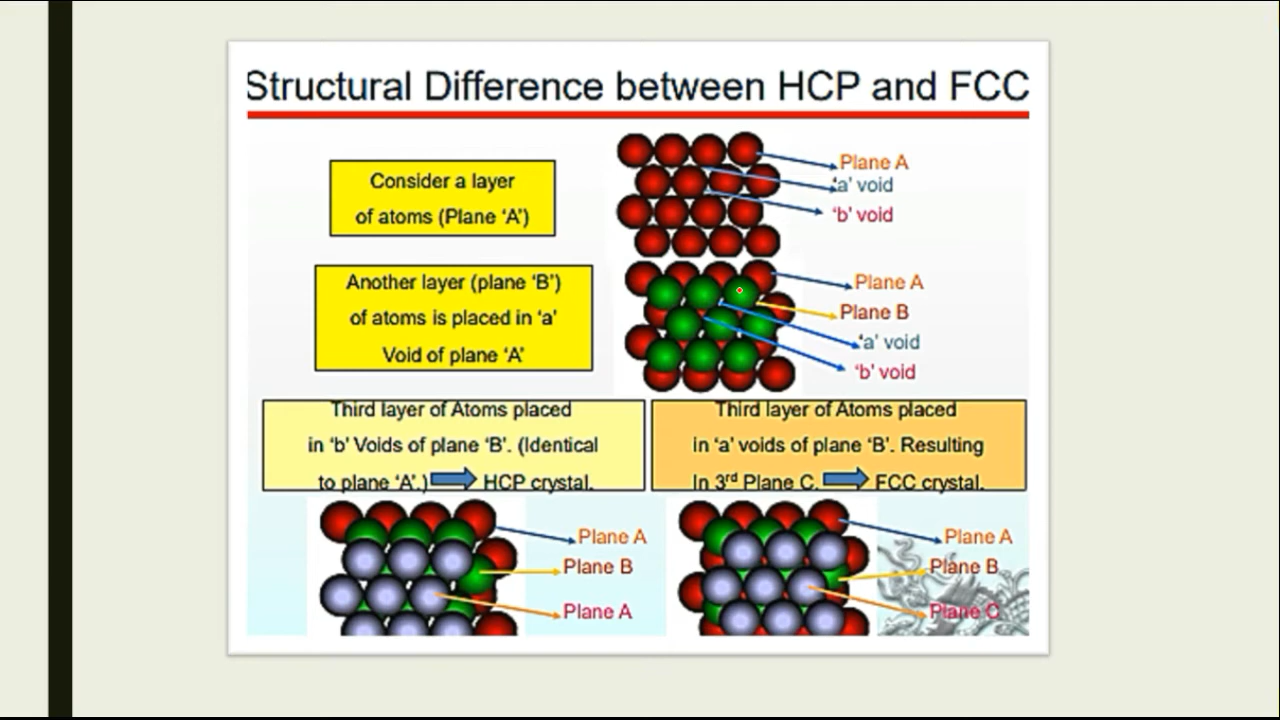 Structural Difference between HCP and FCC
Consider a layer
of atoms (Plane ‘A’)
Plane A
‘a’ void
‘b’ void
Another layer (plane ‘B’)
of atoms is placed in ‘a’
Void of plane ‘A’
Plane A
Plane B
‘a’ void
‘b’ void
Third layer of Atoms placed
in ‘b’ Voids of plane ‘B’. (Identical
to plane ‘A’.) HCP crystal.
Third layer of Atoms placed
in ‘a’ voids of plane ‘B’. Resulting
In 3rd Plane C. FCC crystal.
Plane A
Plane B
Plane A
Plane A
Plane B
Plane C